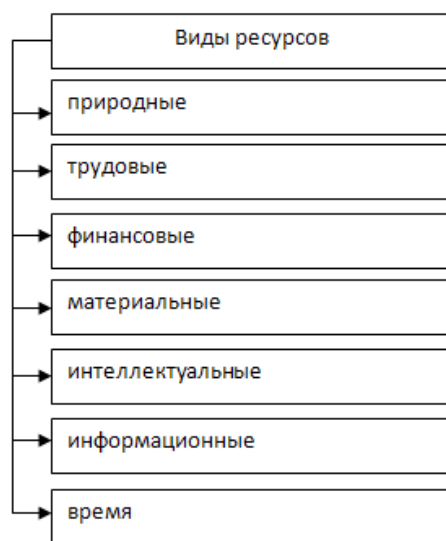 Виды ресурсов
природные
трудовые
финансовые
материальные
интеллектуальные
информационные
время